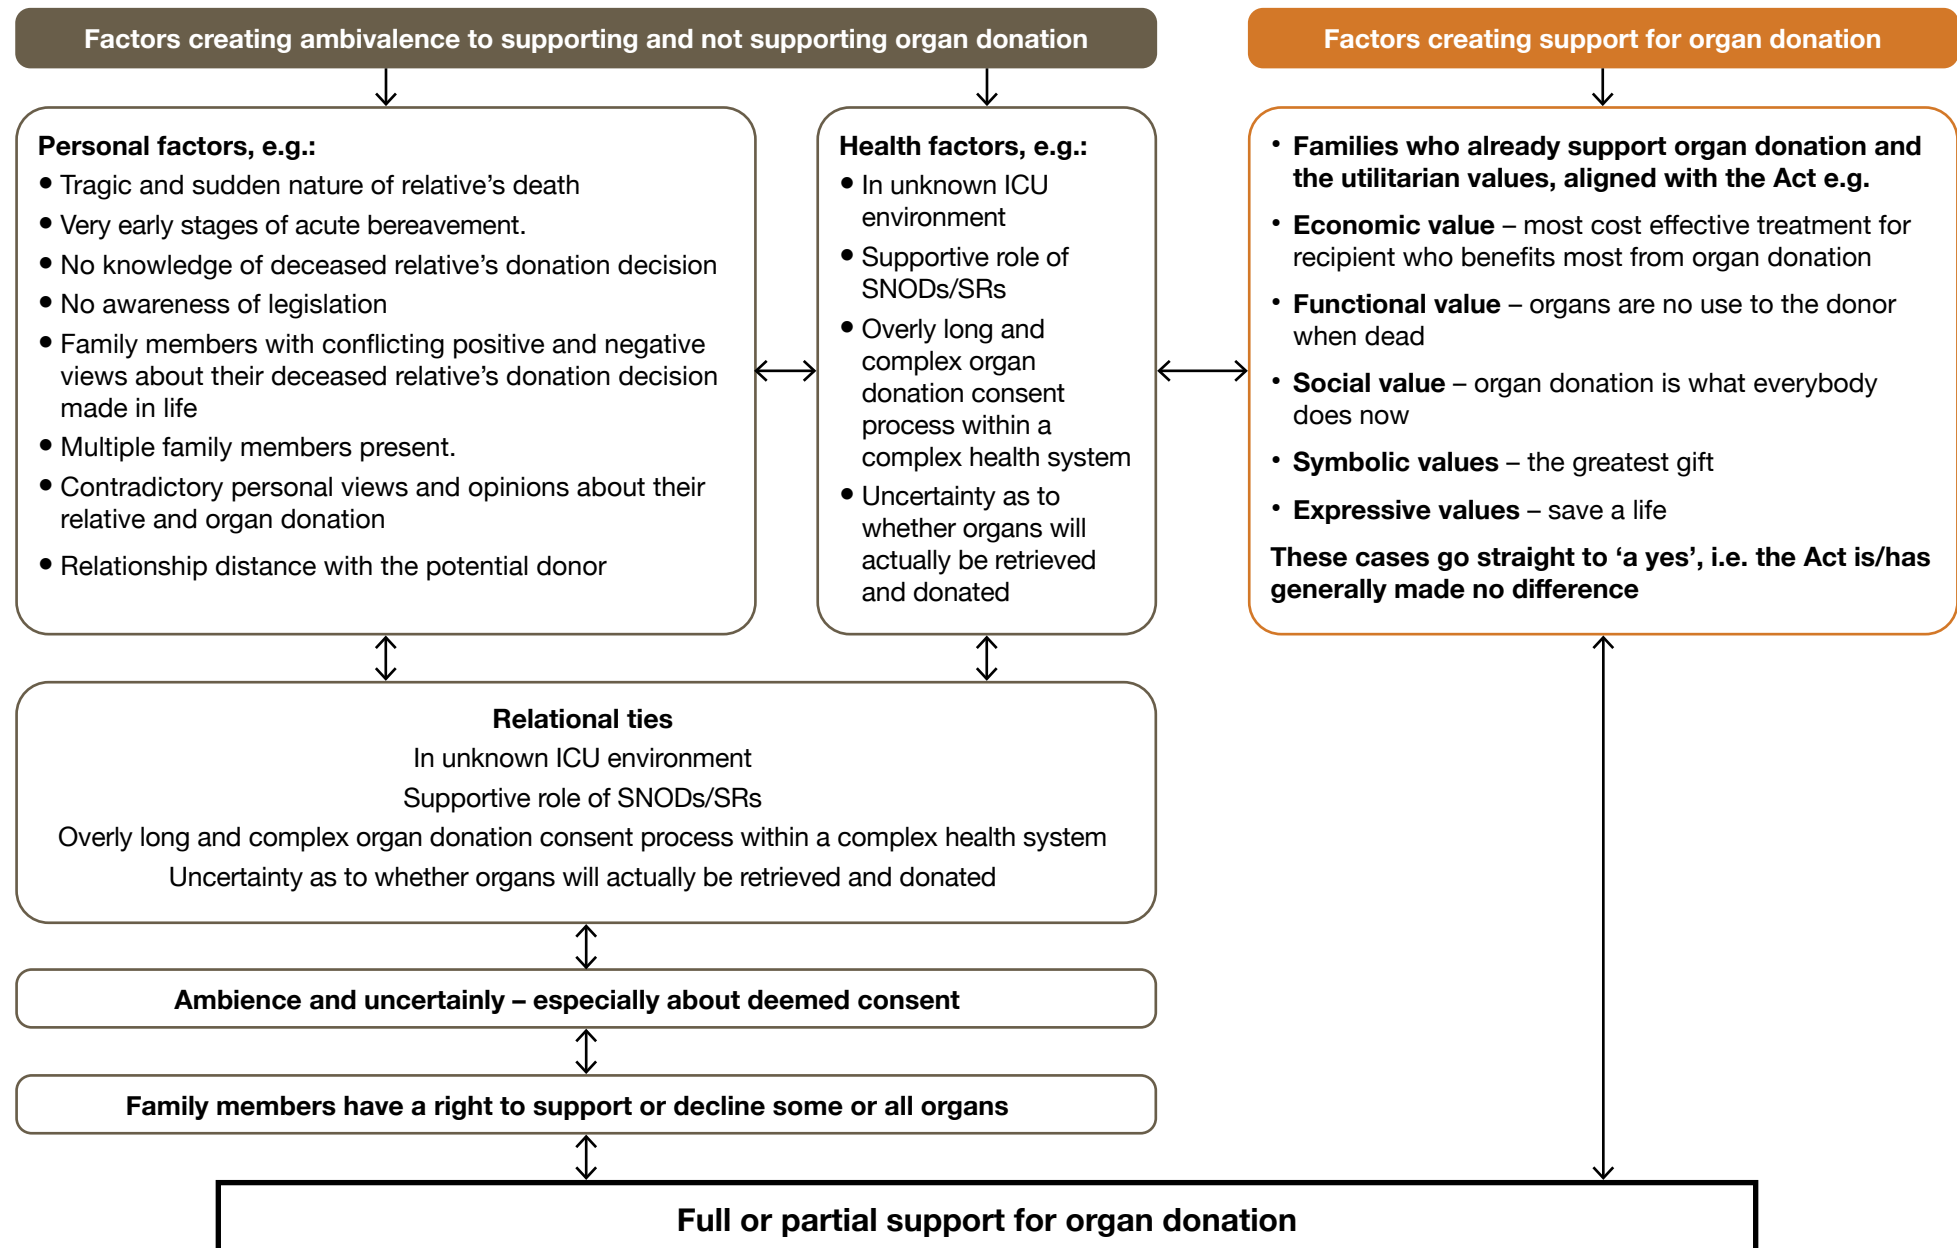 Factors creating ambivalence to supporting and not supporting organ donation
Factors creating support for organ donation
Personal factors, e.g.:
• Tragic and sudden nature of relative’s death
• Very early stages of acute bereavement.
• No knowledge of deceased relative’s donation decision
• No awareness of legislation
• Family members with conflicting positive and negative
views about their deceased relative’s donation decision
made in life
• Multiple family members present.
• Contradictory personal views and opinions about their
relative and organ donation
• Relationship distance with the potential donor
Health factors, e.g.:
• In unknown ICU
environment
• Supportive role of
SNODs/SRs
• Overly long and
complex organ
donation consent
process within a
complex health system
• Uncertainty as to
whether organs will
actually be retrieved
and donated
• Families who already support organ donation and
the utilitarian values, aligned with the Act e.g.
• Economic value – most cost effective treatment for
recipient who benefits most from organ donation
• Functional value – organs are no use to the donor
when dead
• Social value – organ donation is what everybody
does now
• Symbolic values – the greatest gift
• Expressive values – save a life
These cases go straight to ‘a yes’, i.e. the Act is/has
generally made no difference
Relational ties
In unknown ICU environment
Supportive role of SNODs/SRs
Overly long and complex organ donation consent process within a complex health system
Uncertainty as to whether organs will actually be retrieved and donated
Ambience and uncertainly – especially about deemed consent
Family members have a right to support or decline some or all organs
Full or partial support for organ donation